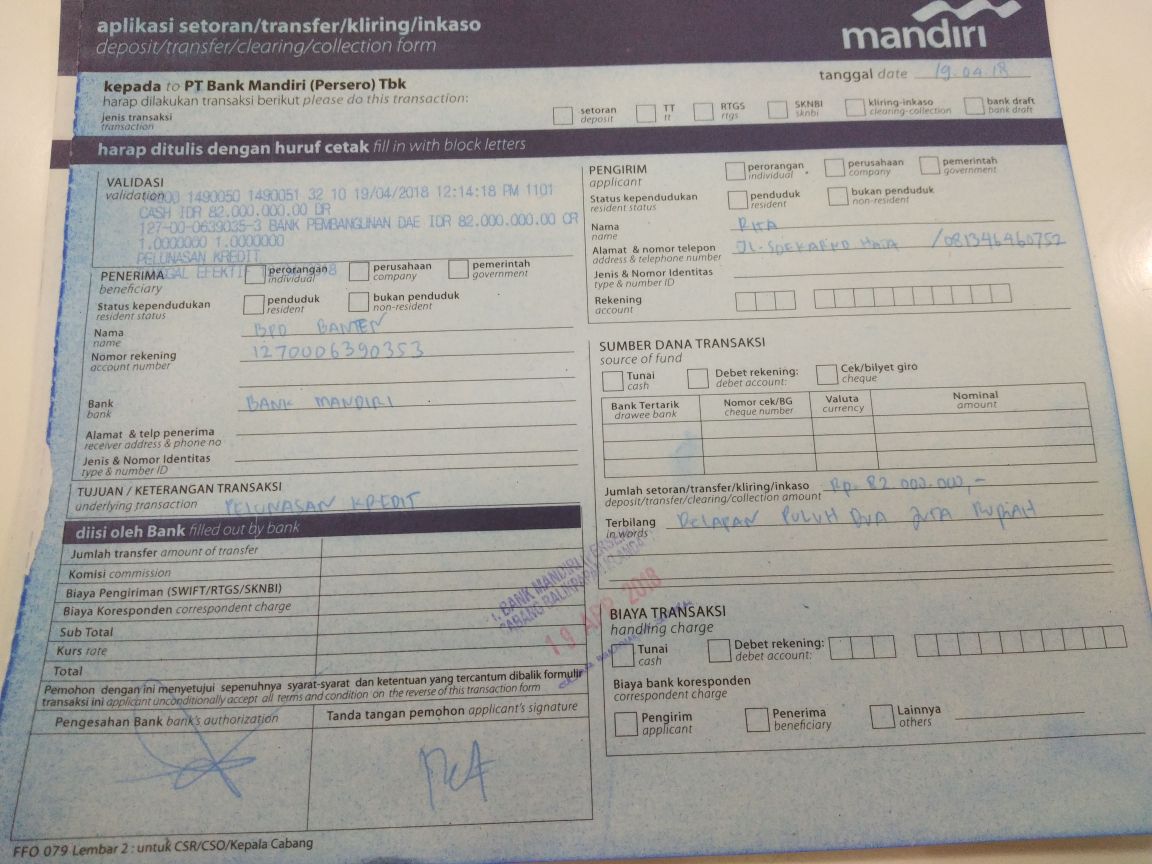 aplikasi setoran/transfer/kliring/inkaso
deposit/transfer/clearing/collection form
mandiri
kepada to PT Bank Mandiri (Persero) Tbk
tanggal date 19.04.18
harap dilakukan transaksi berikut please do this transaction:
jenis transaksi
transaction
setoran
deposit
TT
tt
RTGS
rtgs
SKNBI
sknbi
kliring-inkaso
clearing-collection
bank draft
bank draft
harap ditulis dengan huruf cetak fill in with block letters
VALIDASI
validation
1490050 1490051 32 10 19/04/2018 12:14:18 PM 1101
CASH IDR 82.000.000.00 DR
127-00-0639035-3 BANK PEMBANGUNAN DAE IDR 82.000.000.00 CR
1.0000000 1.0000000
PELUNASAN KREDIT
EFEKTIF
PENERIMA
beneficiary
perorangan
individual
perusahaan
company
pemerintah
government
Status kependudukan
resident status
penduduk
resident
bukan penduduk
non-resident
Nama
name
BPD BANTEN
Nomor rekening
account number
1270006390353
Bank
bank
BANK MANDIRI
Alamat & telp penerima
receiver address & phone no
Jenis & Nomor Identitas
type & number ID
TUJUAN / KETERANGAN TRANSAKSI
underlying transaction
PELUNASAN KREDIT
diisi oleh Bank filled out by bank
Jumlah transfer amount of transfer
Komisi commission
Biaya Pengiriman (SWIFT/RTGS/SKNBI)
Biaya Koresponden correspondent charge
Sub Total
Kurs rate
Total
Pemohon dengan ini menyetujui sepenuhnya syarat-syarat dan ketentuan yang tercantum dibalik formulir
transaksi ini applicant unconditionally accept all terms and condition on the reverse of this transaction form
Pengesahan Bank bank's authorization
Tanda tangan pemohon applicant's signature
FFO 079 Lembar 2 : untuk CSR/CSO/Kepala Cabang
PENGIRIM
applicant
perorangan
individual
perusahaan
company
pemerintah
government
Status kependudukan
resident status
penduduk
resident
bukan penduduk
non-resident
Nama
name
RITA
Alamat & nomor telepon
address & telephone number
JL. SOEKARNO HATA /081346460752
Jenis & Nomor Identitas
type & number ID
Rekening
account
SUMBER DANA TRANSAKSI
source of fund
Tunai
cash
Debet rekening:
debet account:
Cek/bilyet giro
cheque
Bank Tertarik
drawee bank
Nomor cek/BG
cheque number
Valuta
currency
Nominal
amount
Jumlah setoran/transfer/kliring/inkaso
deposit/transfer/clearing/collection amount
Rp. 82.000.000,-
Terbilang
in words
DELAPAN PULUH DUA JUTA RUPIAH
BANK MANDIRI
CABANG BALIKPAPAN
19 APR 2018
BIAYA TRANSAKSI
handling charge
Tunai
cash
Debet rekening:
debet account:
Biaya bank koresponden
correspondent charge
Pengirim
applicant
Penerima
beneficiary
Lainnya
others